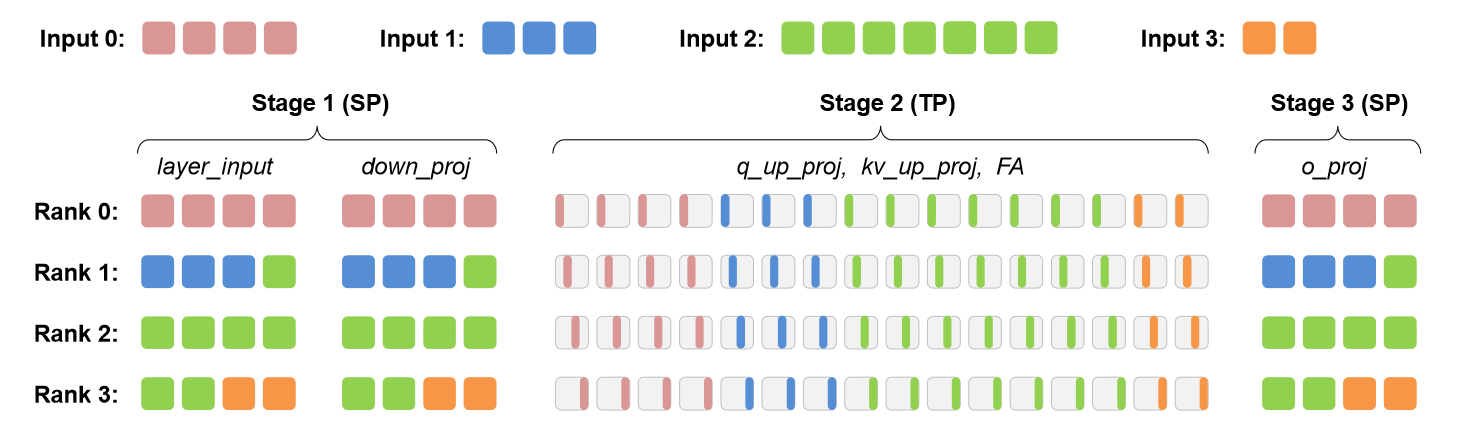 Input 0: Input 1: Input 2: Input 3:
Stage 1 (SP) Stage 2 (TP) Stage 3 (SP)
layer_input down_proj q_up_proj, kv_up_proj, FA o_proj
Rank 0:
Rank 1:
Rank 2:
Rank 3: